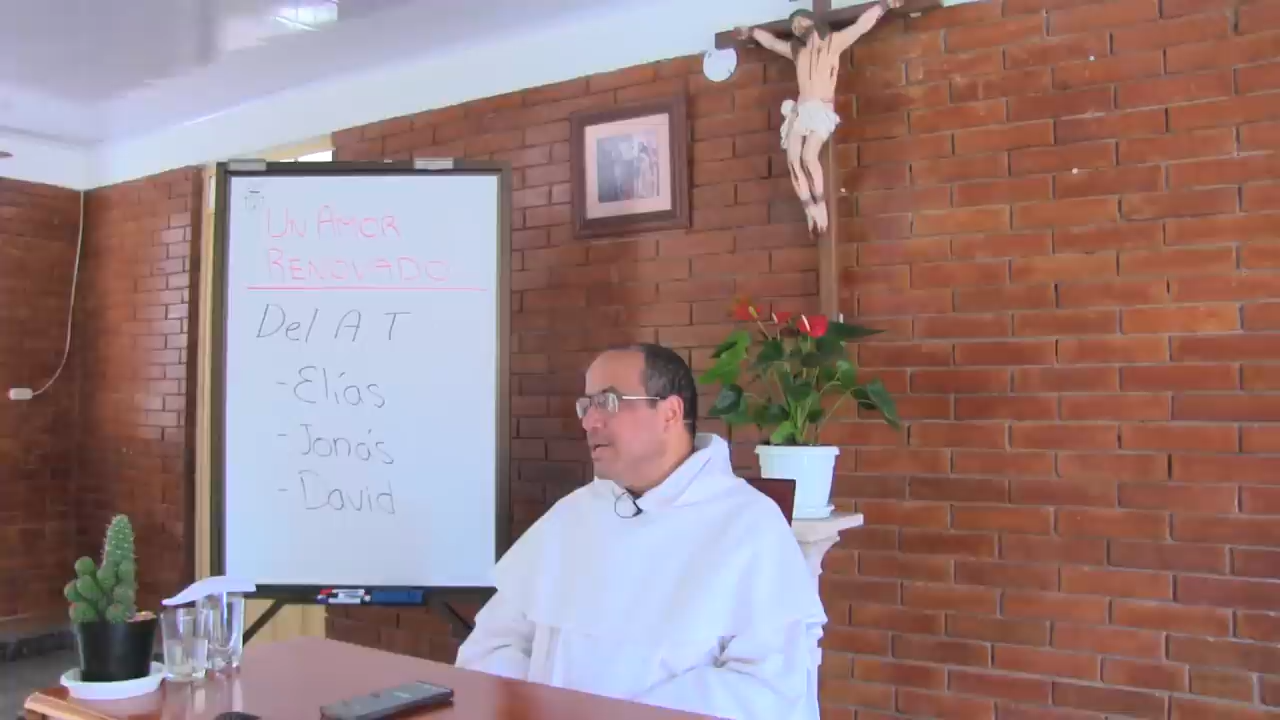 UN AMOR
RENOVADO
Del A T
- Elías
- Jonás
- David